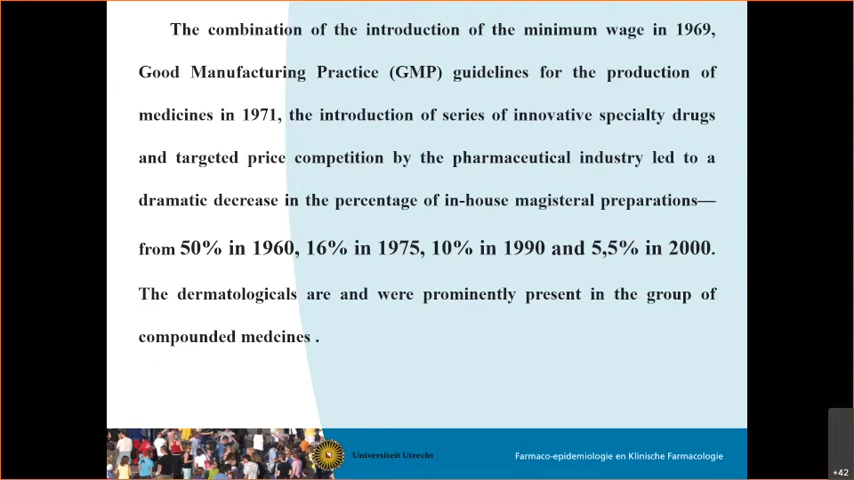 The combination of the introduction of the minimum wage in 1969,
Good Manufacturing Practice (GMP) guidelines for the production of
medicines in 1971, the introduction of series of innovative specialty drugs
and targeted price competition by the pharmaceutical industry led to a
dramatic decrease in the percentage of in-house magisteral preparations—
from 50% in 1960, 16% in 1975, 10% in 1990 and 5,5% in 2000.
The dermatologicals are and were prominently present in the group of
compounded medcines .
Universiteit Utrecht
Farmaco-epidemiologie en Klinische Farmacologie
+42